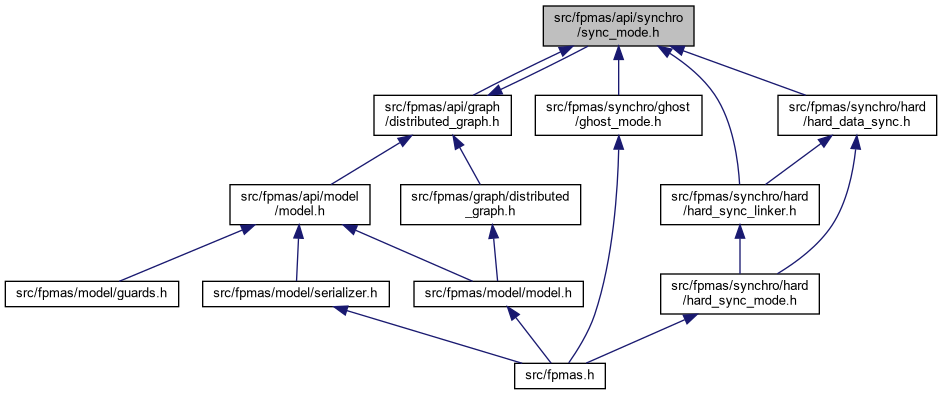 src/fpmas/api/synchro
/sync_mode.h
src/fpmas/api/graph
/distributed_graph.h
src/fpmas/synchro/ghost
/ghost_mode.h
src/fpmas/synchro/hard
/hard_data_sync.h
src/fpmas/api/model
/model.h
src/fpmas/graph/distributed
_graph.h
src/fpmas/synchro/hard
/hard_sync_linker.h
src/fpmas/model/guards.h
src/fpmas/model/serializer.h
src/fpmas/model/model.h
src/fpmas/synchro/hard
/hard_sync_mode.h
src/fpmas.h